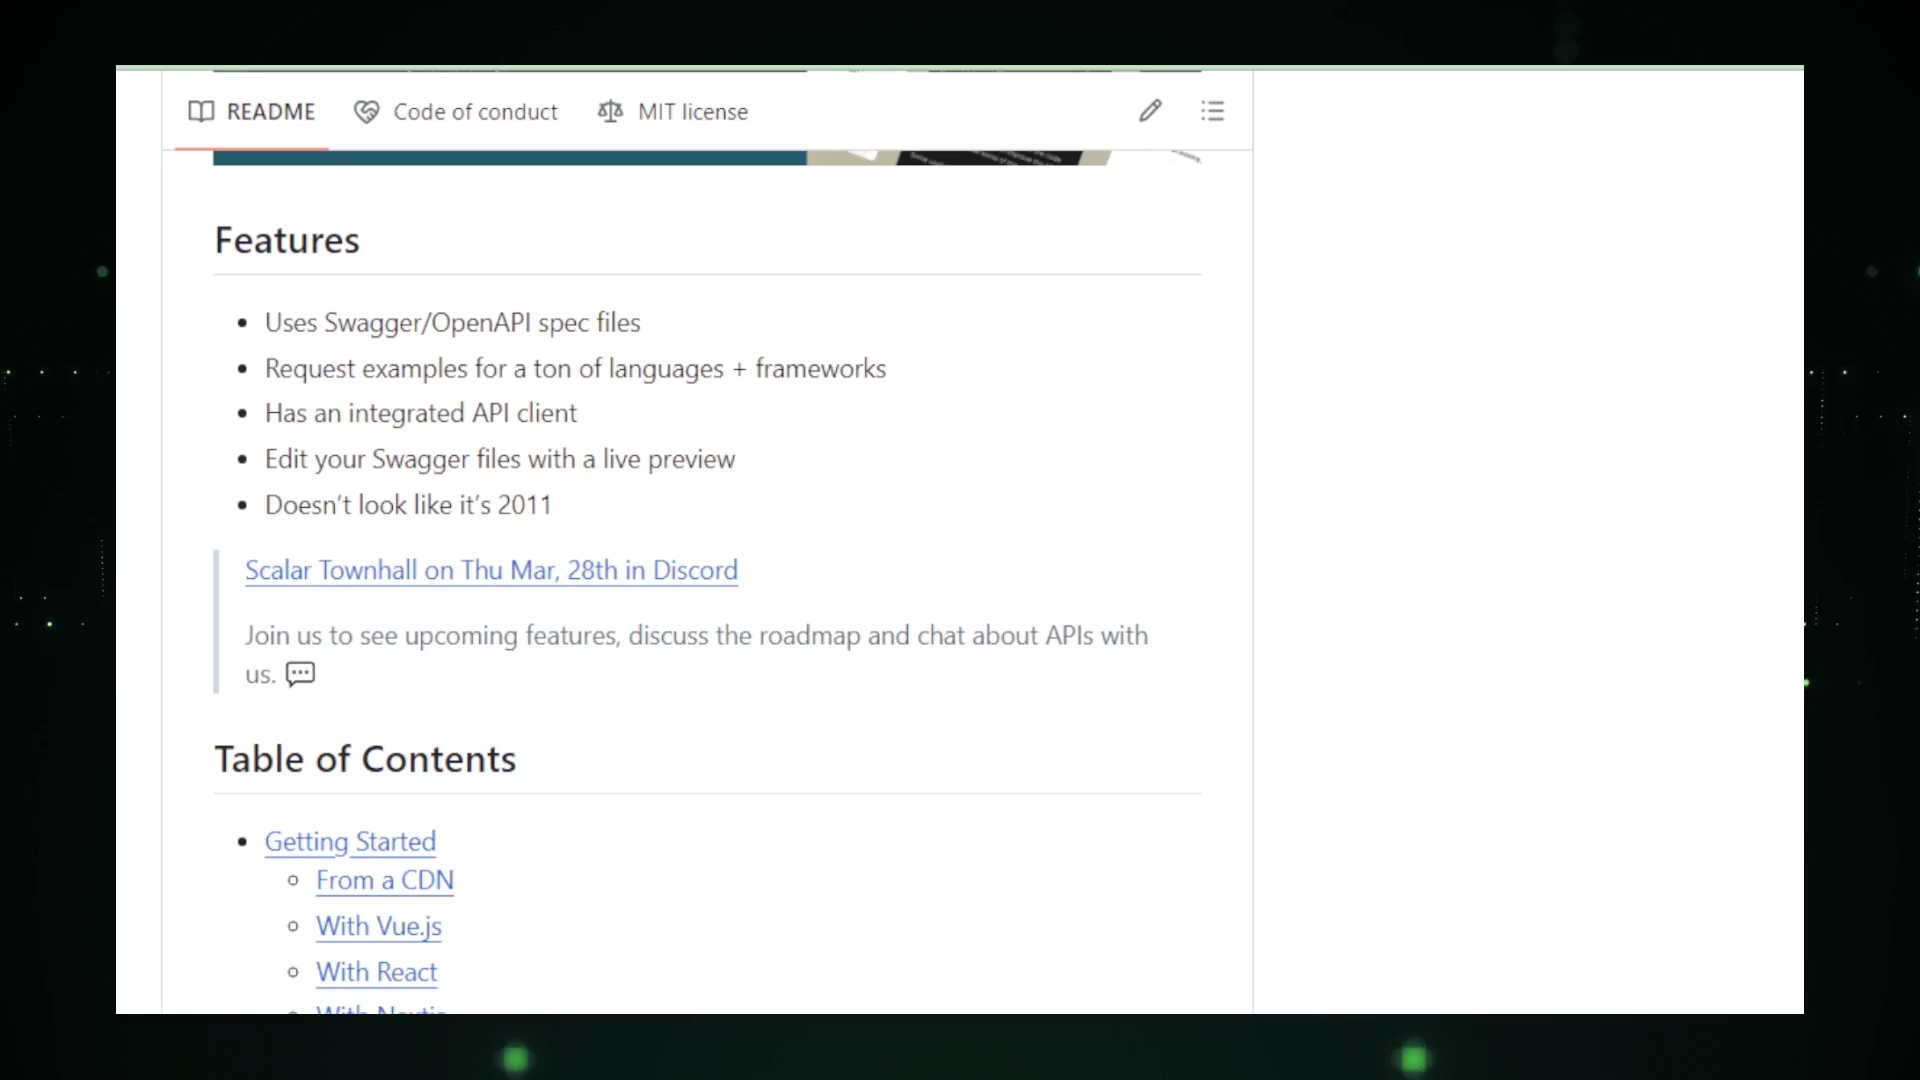 README Code of conduct MIT license
Features
Uses Swagger/OpenAPI spec files
Request examples for a ton of languages + frameworks
Has an integrated API client
Edit your Swagger files with a live preview
Doesn't look like it's 2011
Scalar Townhall on Thu Mar, 28th in Discord
Join us to see upcoming features, discuss the roadmap and chat about APIs with
us.
Table of Contents
Getting Started
From a CDN
With Vue.js
With React